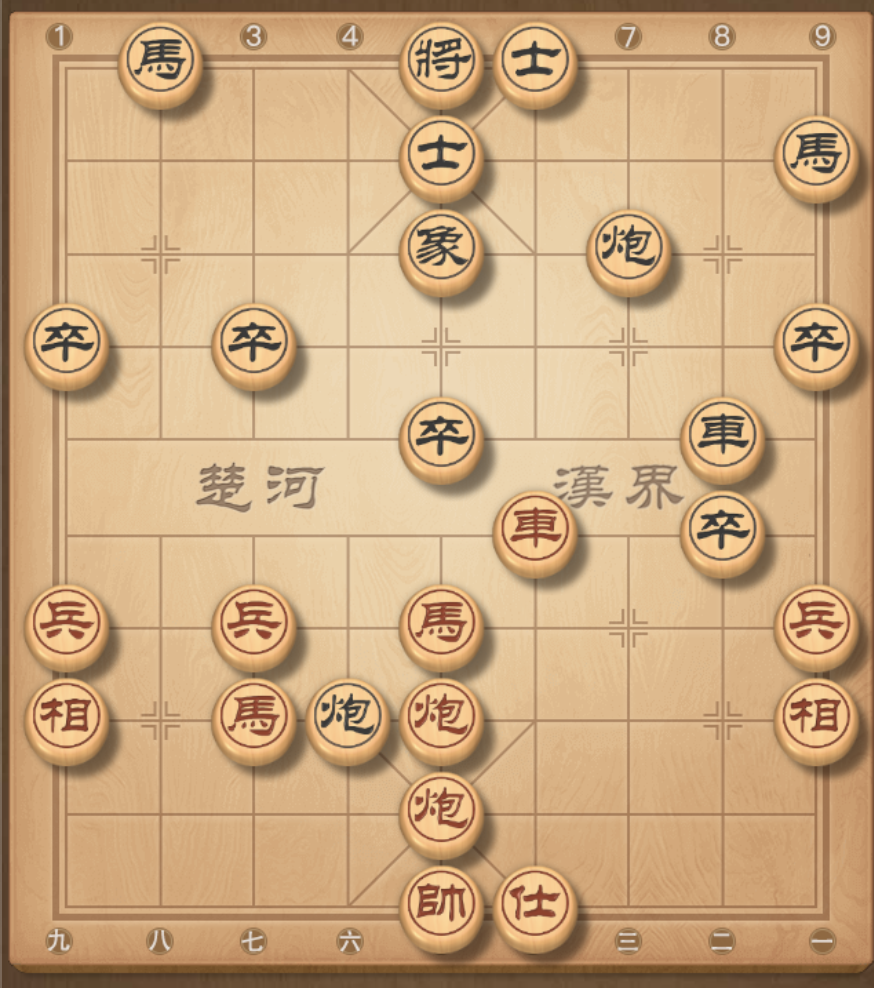 1 3 4 7 8 9
馬 將 士
士 馬
象 炮
卒 卒 卒
卒 車
楚河 漢界
車 卒
兵 兵 馬 兵
相 馬 炮 炮 相
炮
帥 仕
九 八 七 六 三 二 一